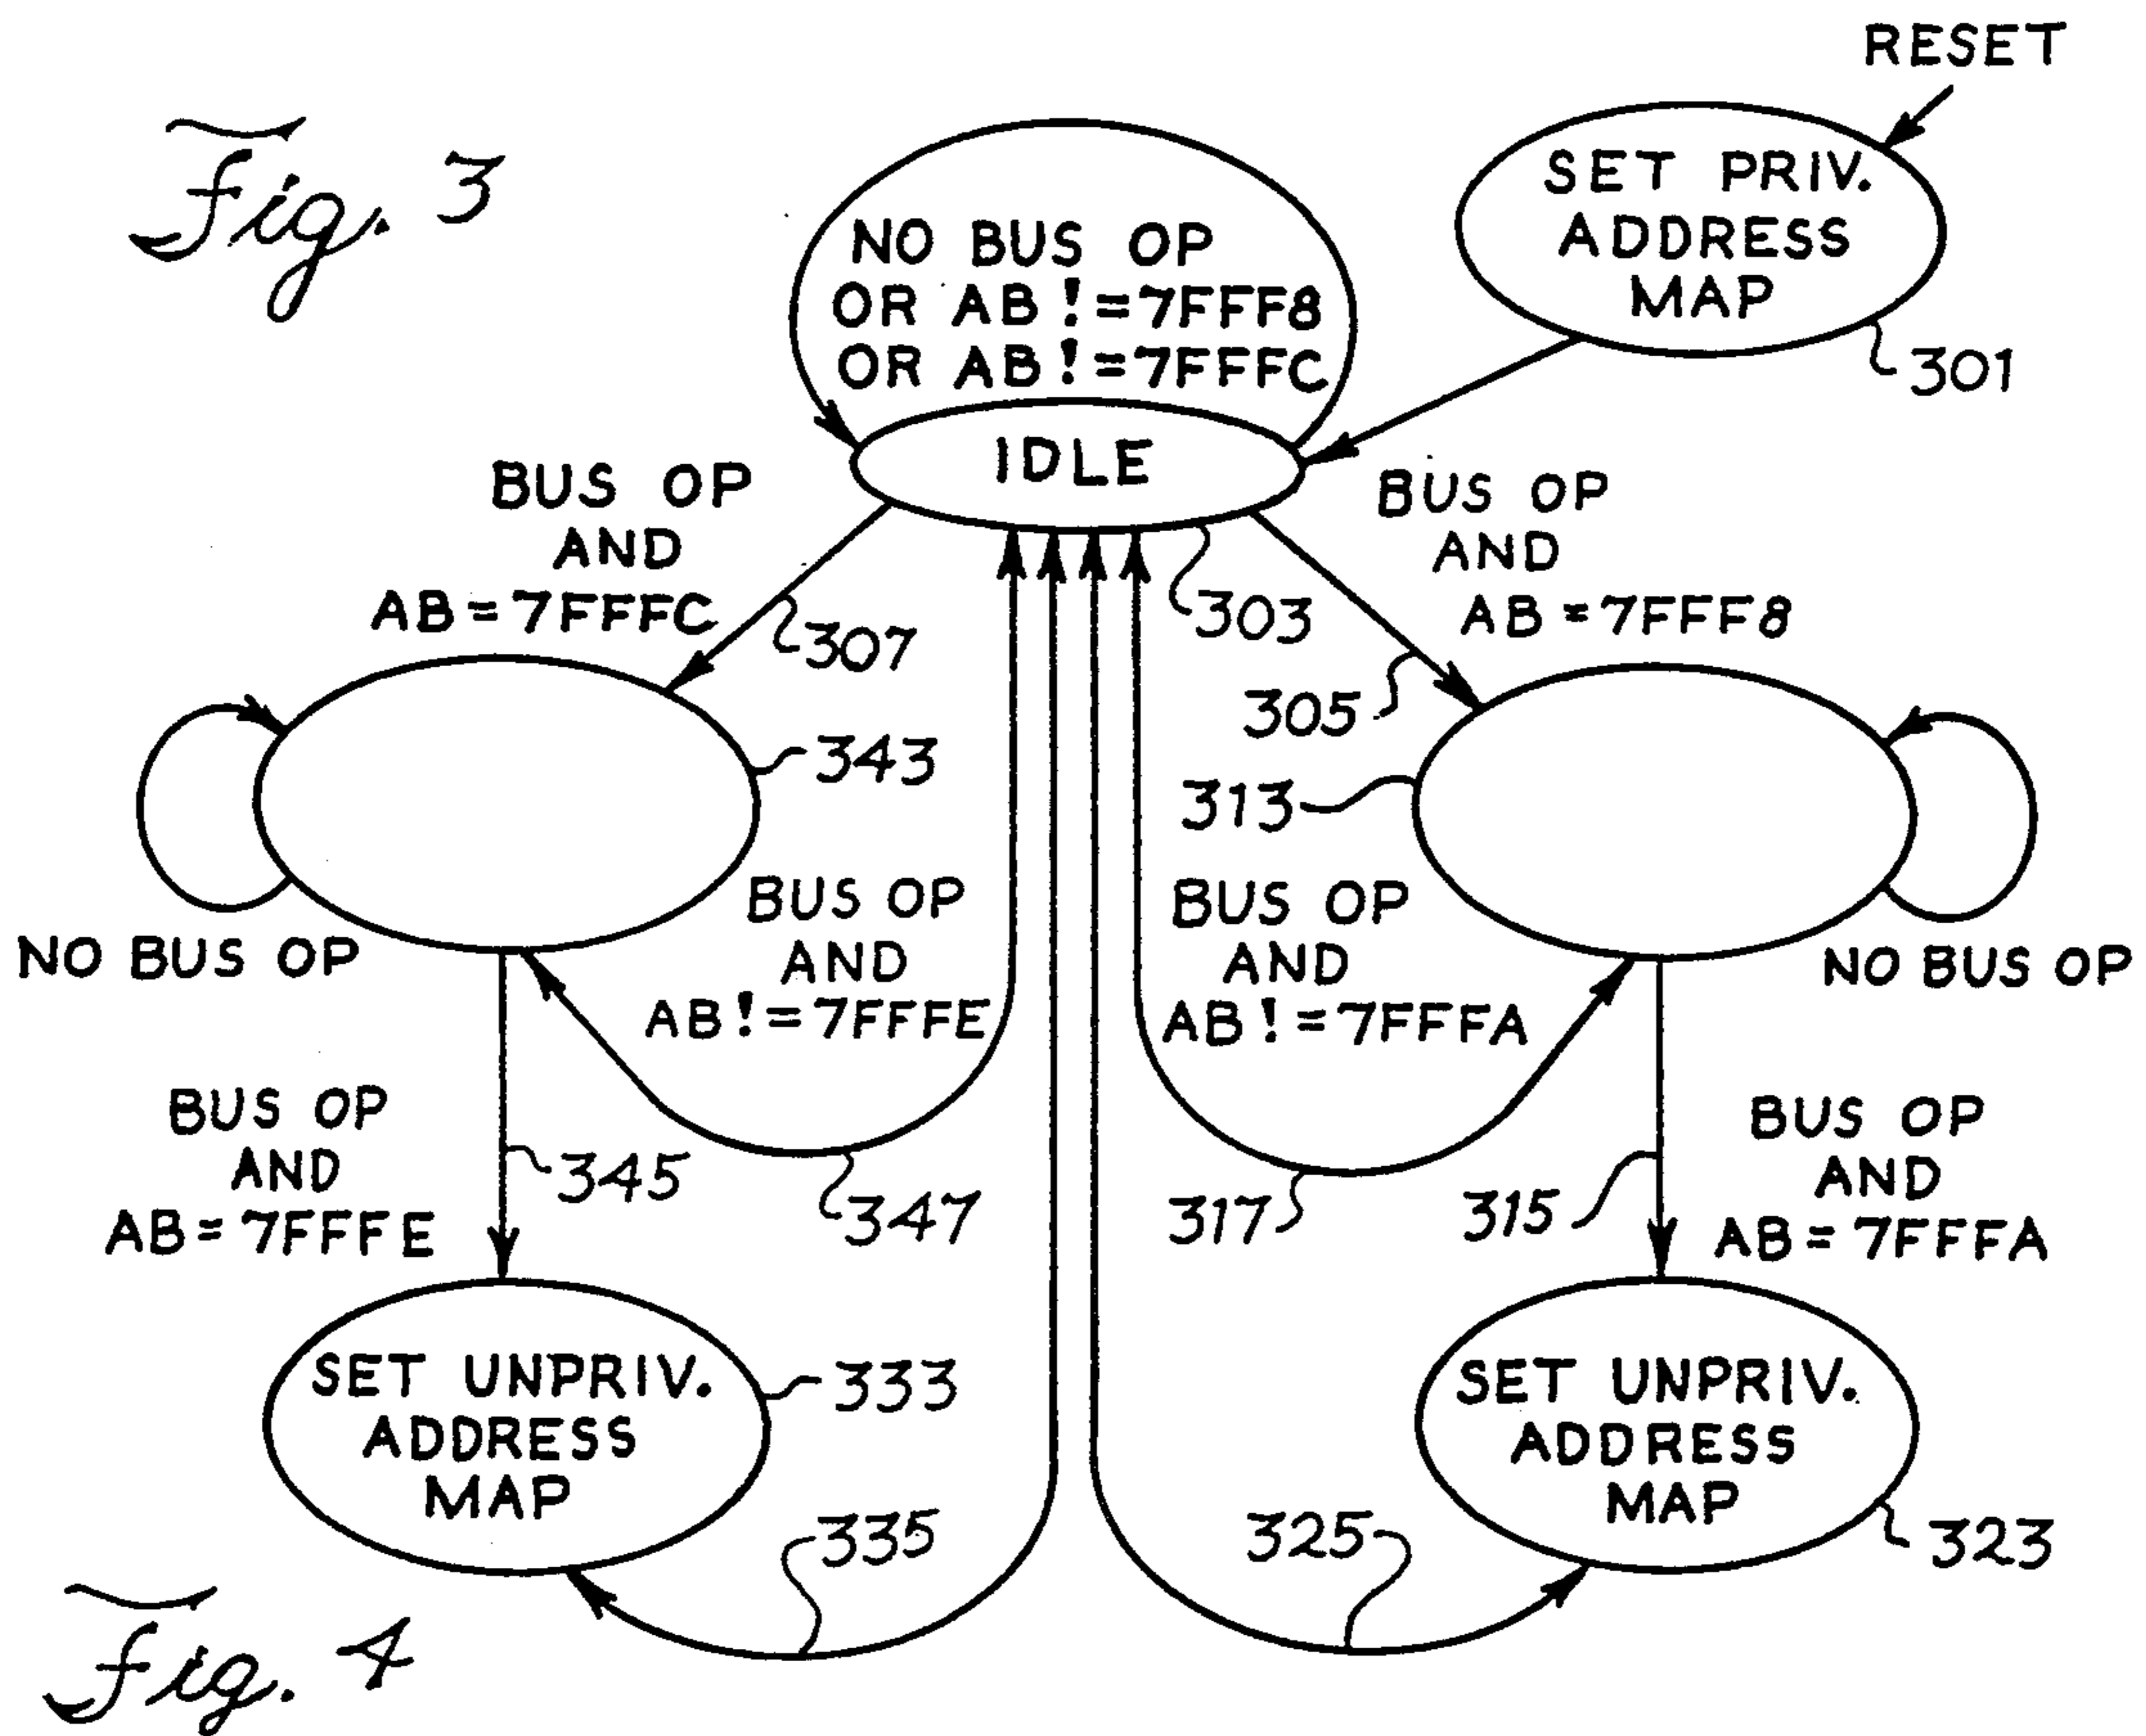 RESET
Fig. 3
SET PRIV.
ADDRESS
MAP
301
NO BUS OP
OR AB!=7FFF8
OR AB!=7FFFC
IDLE
303
BUS OP
AND
AB=7FFFC
307
BUS OP
AND
AB=7FFF8
305
343
313
NO BUS OP
BUS OP
AND
AB!=7FFFE
BUS OP
AND
AB!=7FFFA
NO BUS OP
BUS OP
AND
AB=7FFFE
345
347
317
315
BUS OP
AND
AB=7FFFA
SET UNPRIV.
ADDRESS
MAP
333
335
SET UNPRIV.
ADDRESS
MAP
323
325
Fig. 4